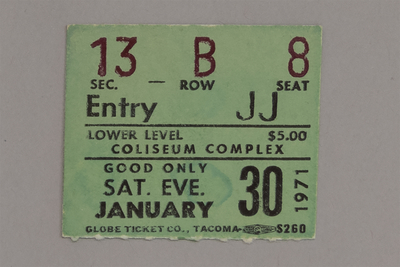 13 B 8
SEC. — ROW SEAT
Entry JJ
LOWER LEVEL $5.00
COLISEUM COMPLEX
GOOD ONLY
SAT. EVE.
JANUARY 30 1971
GLOBE TICKET CO., TACOMA S260